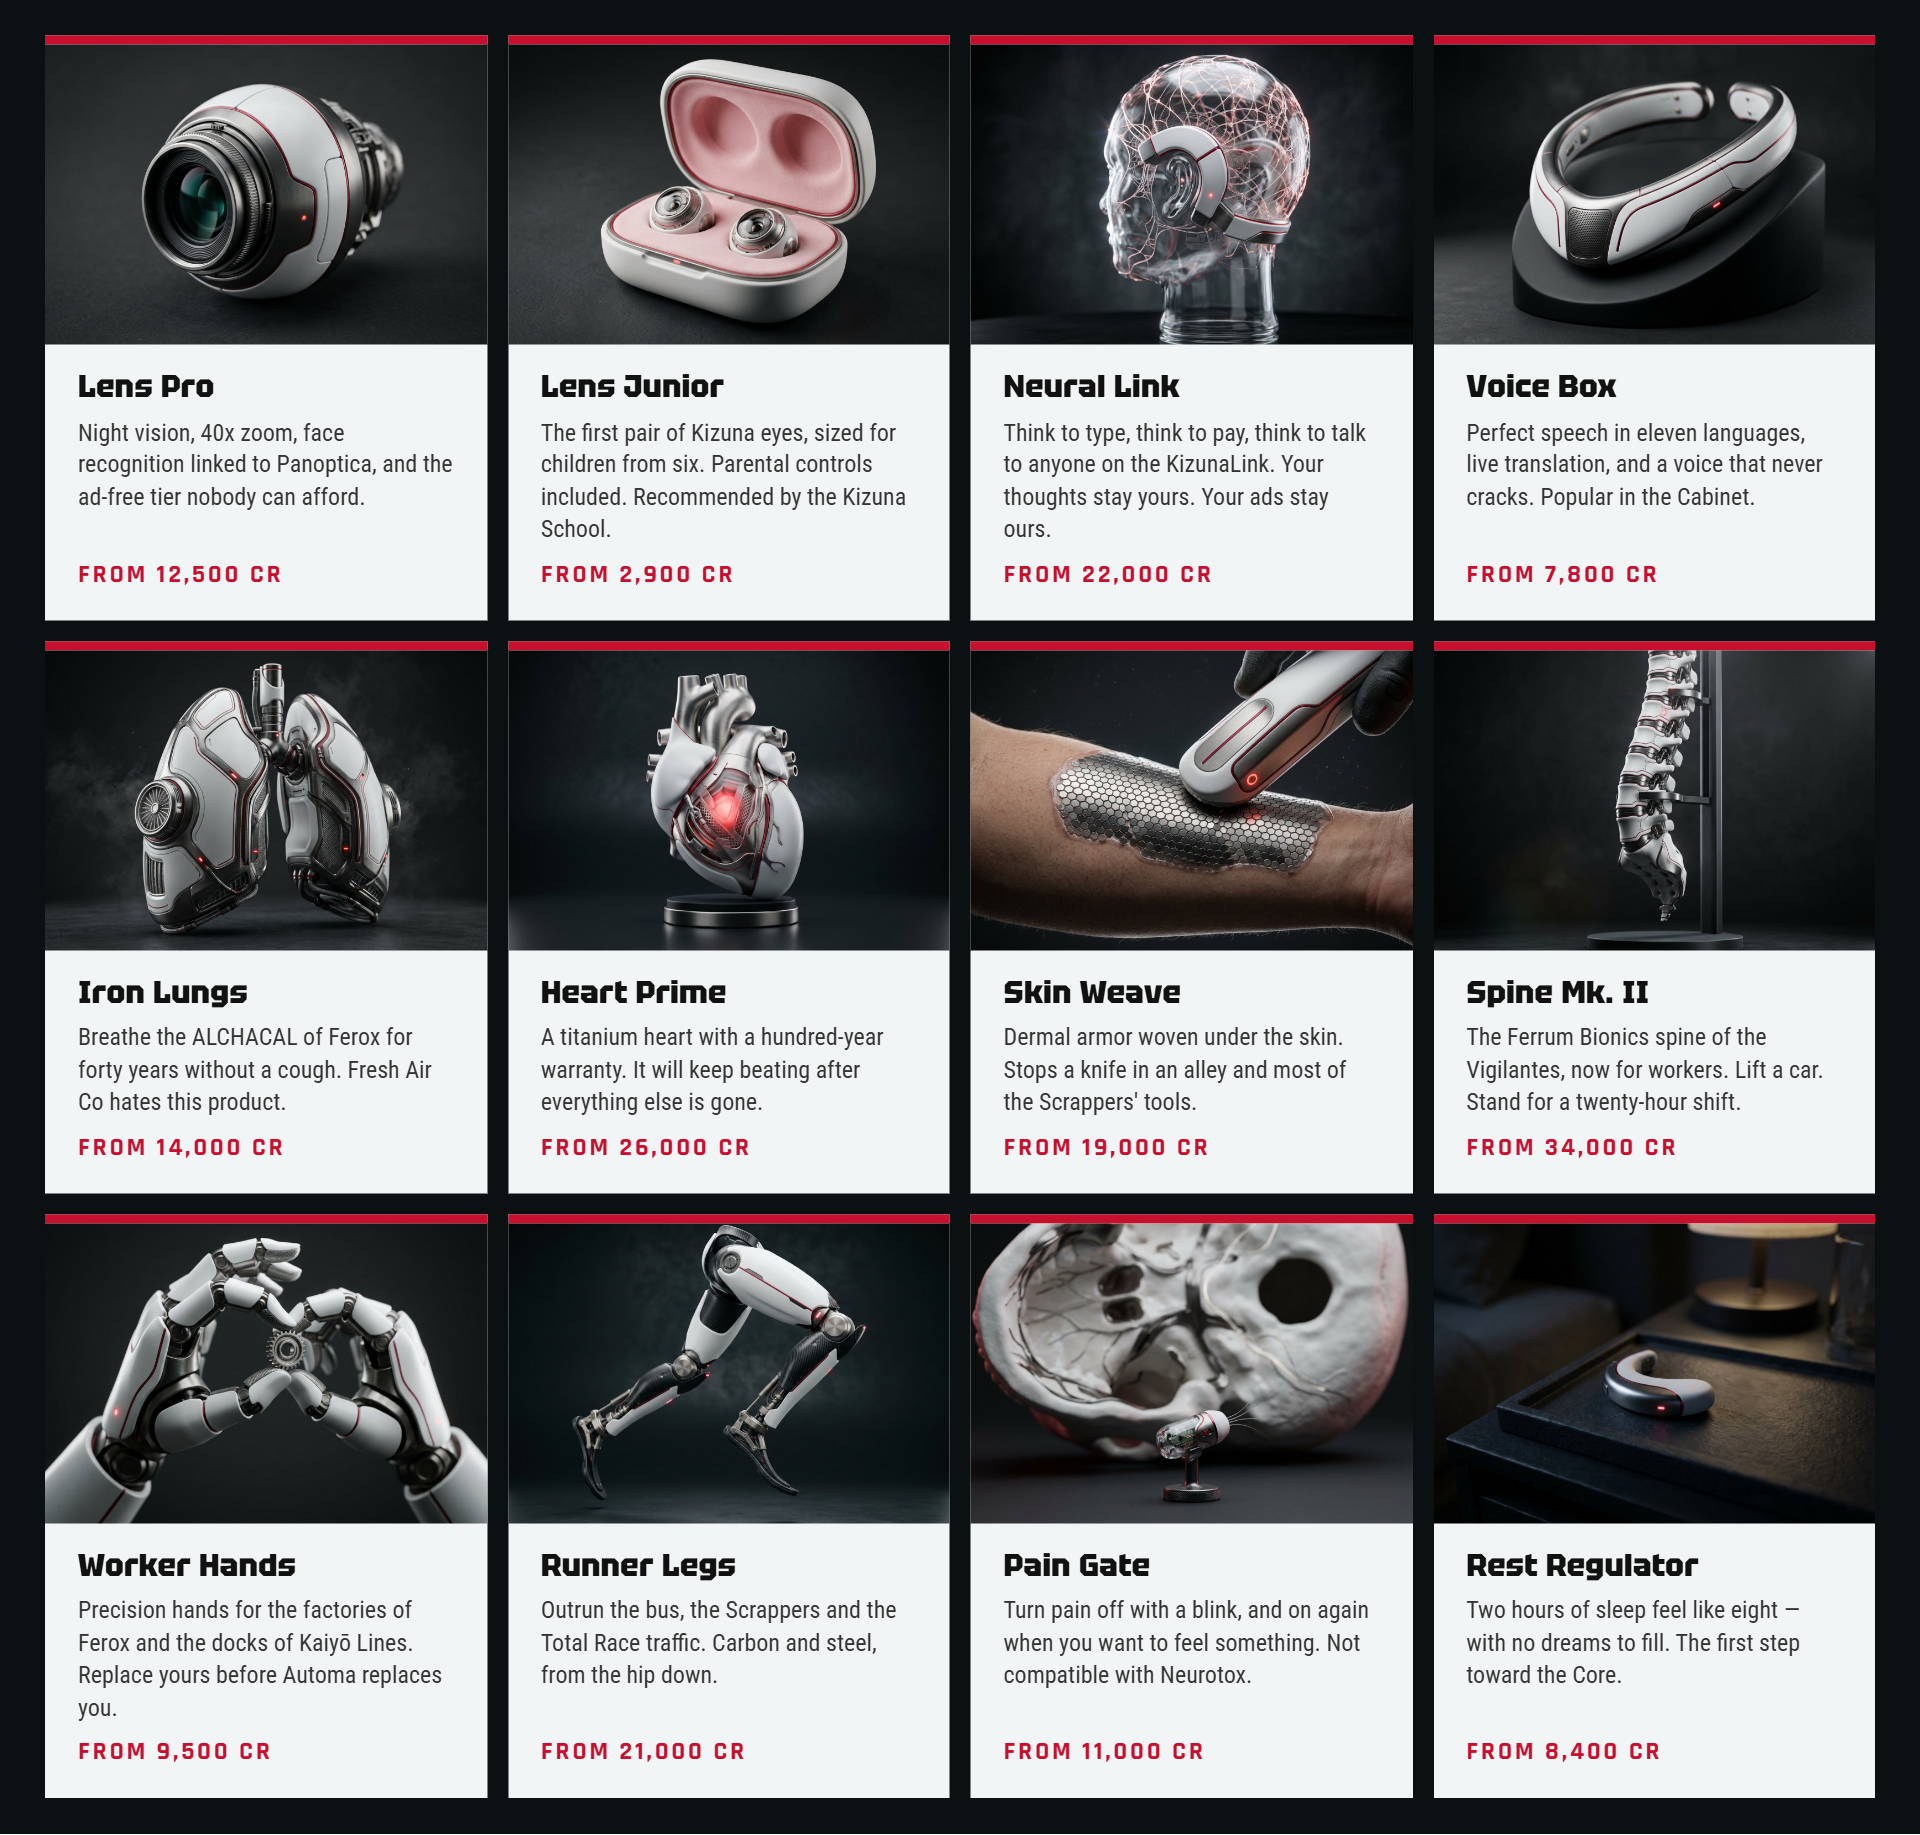 Lens Pro
Night vision, 40x zoom, face
recognition linked to Panoptica, and the
ad-free tier nobody can afford.
FROM 12,500 CR
Lens Junior
The first pair of Kizuna eyes, sized for
children from six. Parental controls
included. Recommended by the Kizuna
School.
FROM 2,900 CR
Neural Link
Think to type, think to pay, think to talk
to anyone on the KizunaLink. Your
thoughts stay yours. Your ads stay
ours.
FROM 22,000 CR
Voice Box
Perfect speech in eleven languages,
live translation, and a voice that never
cracks. Popular in the Cabinet.
FROM 7,800 CR
Iron Lungs
Breathe the ALCHACAL of Ferox for
forty years without a cough. Fresh Air
Co hates this product.
FROM 14,000 CR
Heart Prime
A titanium heart with a hundred-year
warranty. It will keep beating after
everything else is gone.
FROM 26,000 CR
Skin Weave
Dermal armor woven under the skin.
Stops a knife in an alley and most of
the Scrappers' tools.
FROM 19,000 CR
Spine Mk. II
The Ferrum Bionics spine of the
Vigilantes, now for workers. Lift a car.
Stand for a twenty-hour shift.
FROM 34,000 CR
Worker Hands
Precision hands for the factories of
Ferox and the docks of Kaiyō Lines.
Replace yours before Automa replaces
you.
FROM 9,500 CR
Runner Legs
Outrun the bus, the Scrappers and the
Total Race traffic. Carbon and steel,
from the hip down.
FROM 21,000 CR
Pain Gate
Turn pain off with a blink, and on again
when you want to feel something. Not
compatible with Neurotox.
FROM 11,000 CR
Rest Regulator
Two hours of sleep feel like eight —
with no dreams to fill. The first step
toward the Core.
FROM 8,400 CR